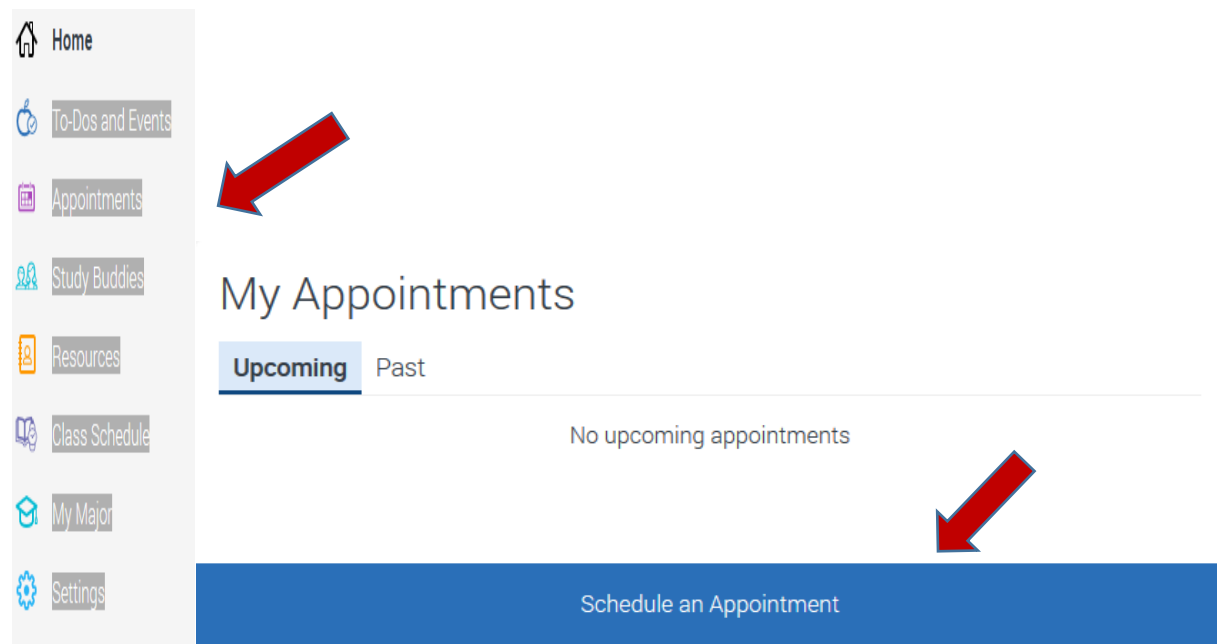 Home
To-Dos and Events
Appointments
Study Buddies
Resources
Class Schedule
My Major
Settings
My Appointments
Upcoming Past
No upcoming appointments
Schedule an Appointment